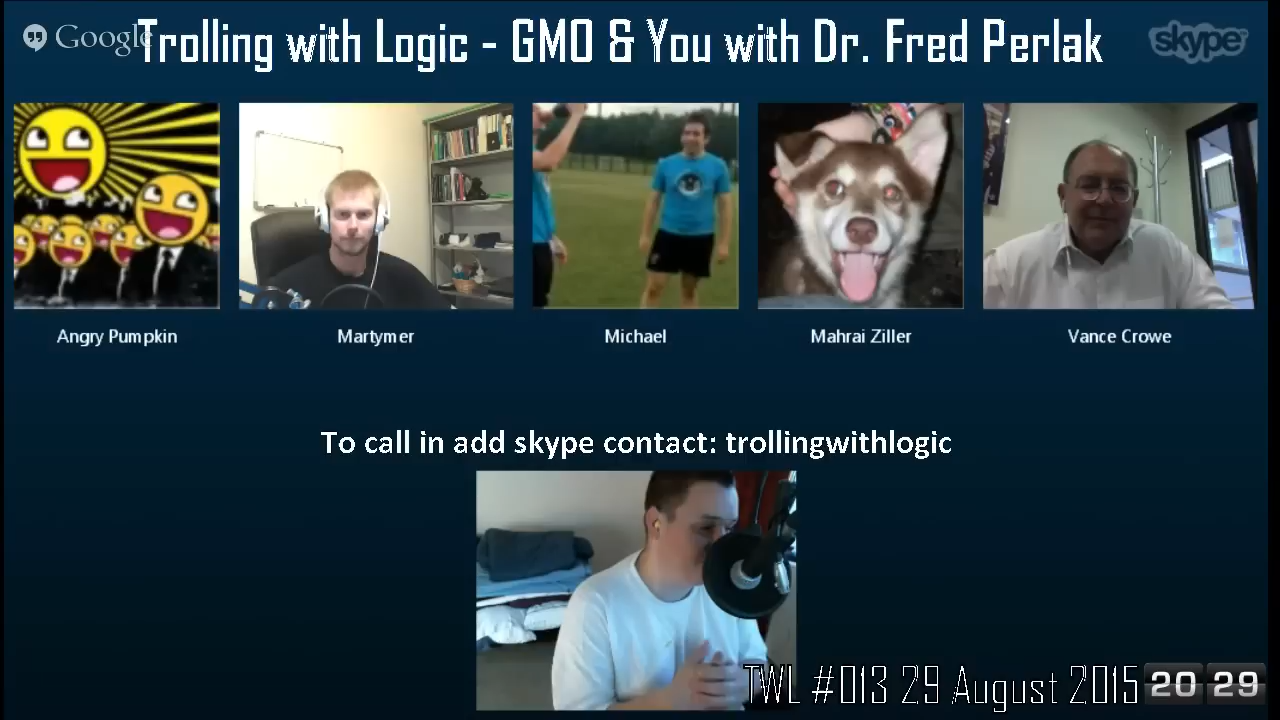 Google
Trolling with Logic - GMO & You with Dr. Fred Perlak
skype
Angry Pumpkin
Martymer
Michael
Mahrai Ziller
Vance Crowe
To call in add skype contact: trollingwithlogic
TWL #013 29 August 2015 20 29